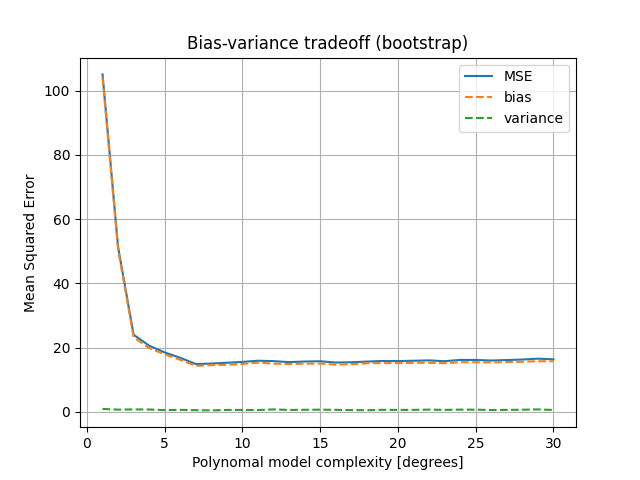 Bias-variance tradeoff (bootstrap)
MSE
bias
variance
Mean Squared Error
100
80
60
40
20
0
0 5 10 15 20 25 30
Polynomal model complexity [degrees]